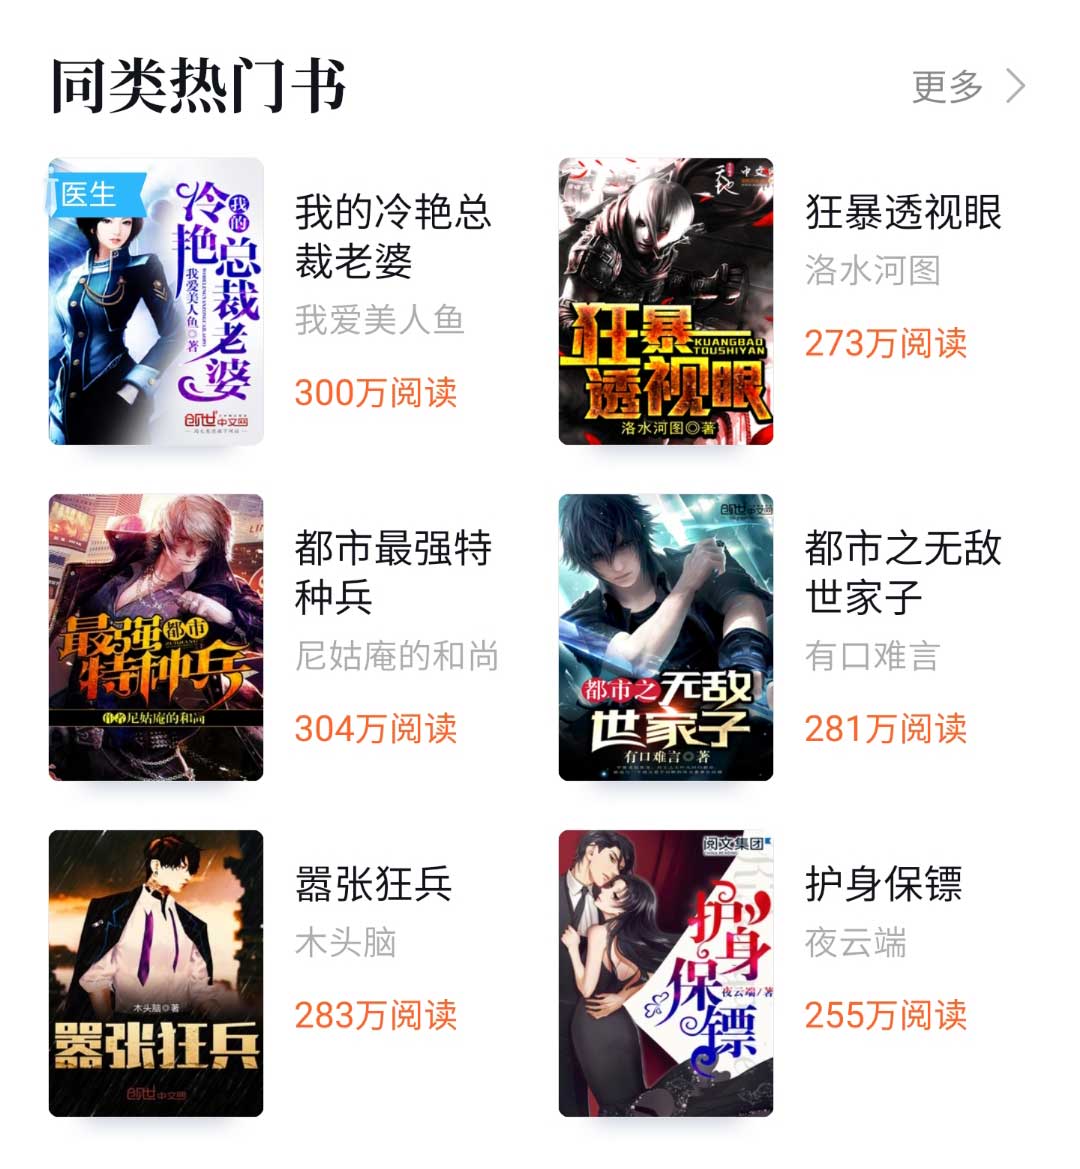 同类热门书
更多
医生
冷艳总裁老婆
我的
我爱美人鱼◎著
创世中文网
我的冷艳总
裁老婆
我爱美人鱼
300万阅读
天地
中文
狂暴
KUANGBAO
TOUSHIYAN
透视眼
洛水河图◎著
狂暴透视眼
洛水河图
273万阅读
最强
都市
特种兵
作者尼姑庵的和尚
都市最强特
种兵
尼姑庵的和尚
304万阅读
创世中文网
都市之无敌
世家子
有口难言◎著
都市之无敌
世家子
有口难言
281万阅读
木头脑◎著
嚣张狂兵
创世中文网
嚣张狂兵
木头脑
283万阅读
阅文集团
护身
保镖
夜云端/著
护身保镖
夜云端
255万阅读